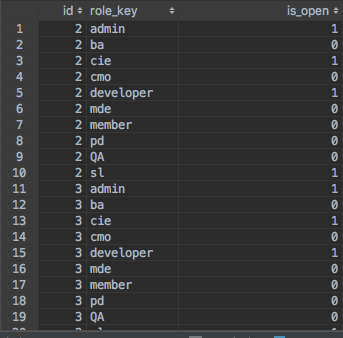 id role_key is_open
1 2 admin 1
2 2 ba 0
3 2 cie 1
4 2 cmo 0
5 2 developer 1
6 2 mde 0
7 2 member 0
8 2 pd 0
9 2 QA 0
10 2 sl 1
11 3 admin 1
12 3 ba 0
13 3 cie 1
14 3 cmo 0
15 3 developer 1
16 3 mde 0
17 3 member 0
18 3 pd 0
19 3 QA 0